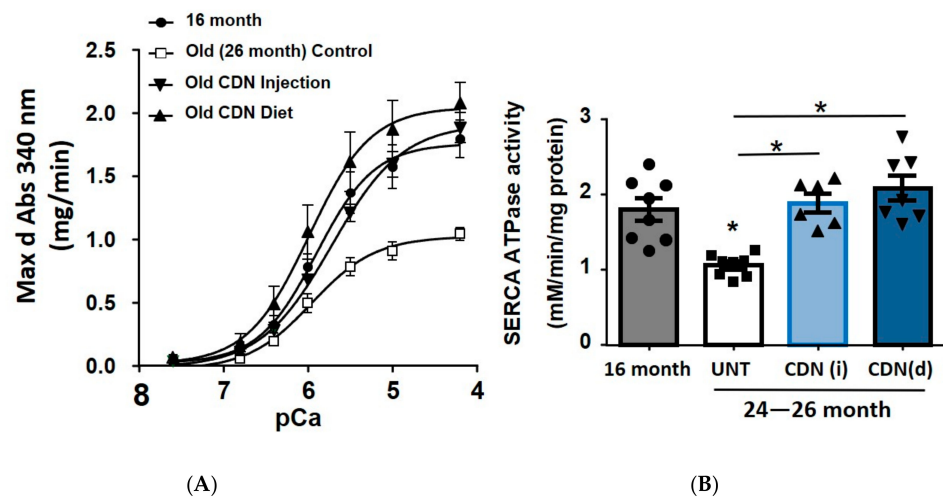 16 month
Old (26 month) Control
Old CDN Injection
Old CDN Diet
Max d Abs 340 nm
(mg/min)
2.5
2.0
1.5
1.0
0.5
0.0
8 7 6 5 4
pCa
(A)
SERCA ATPase activity
(mM/min/mg protein)
3
2
1
0
*
*
*
16 month UNT CDN (i) CDN(d)
24—26 month
(B)